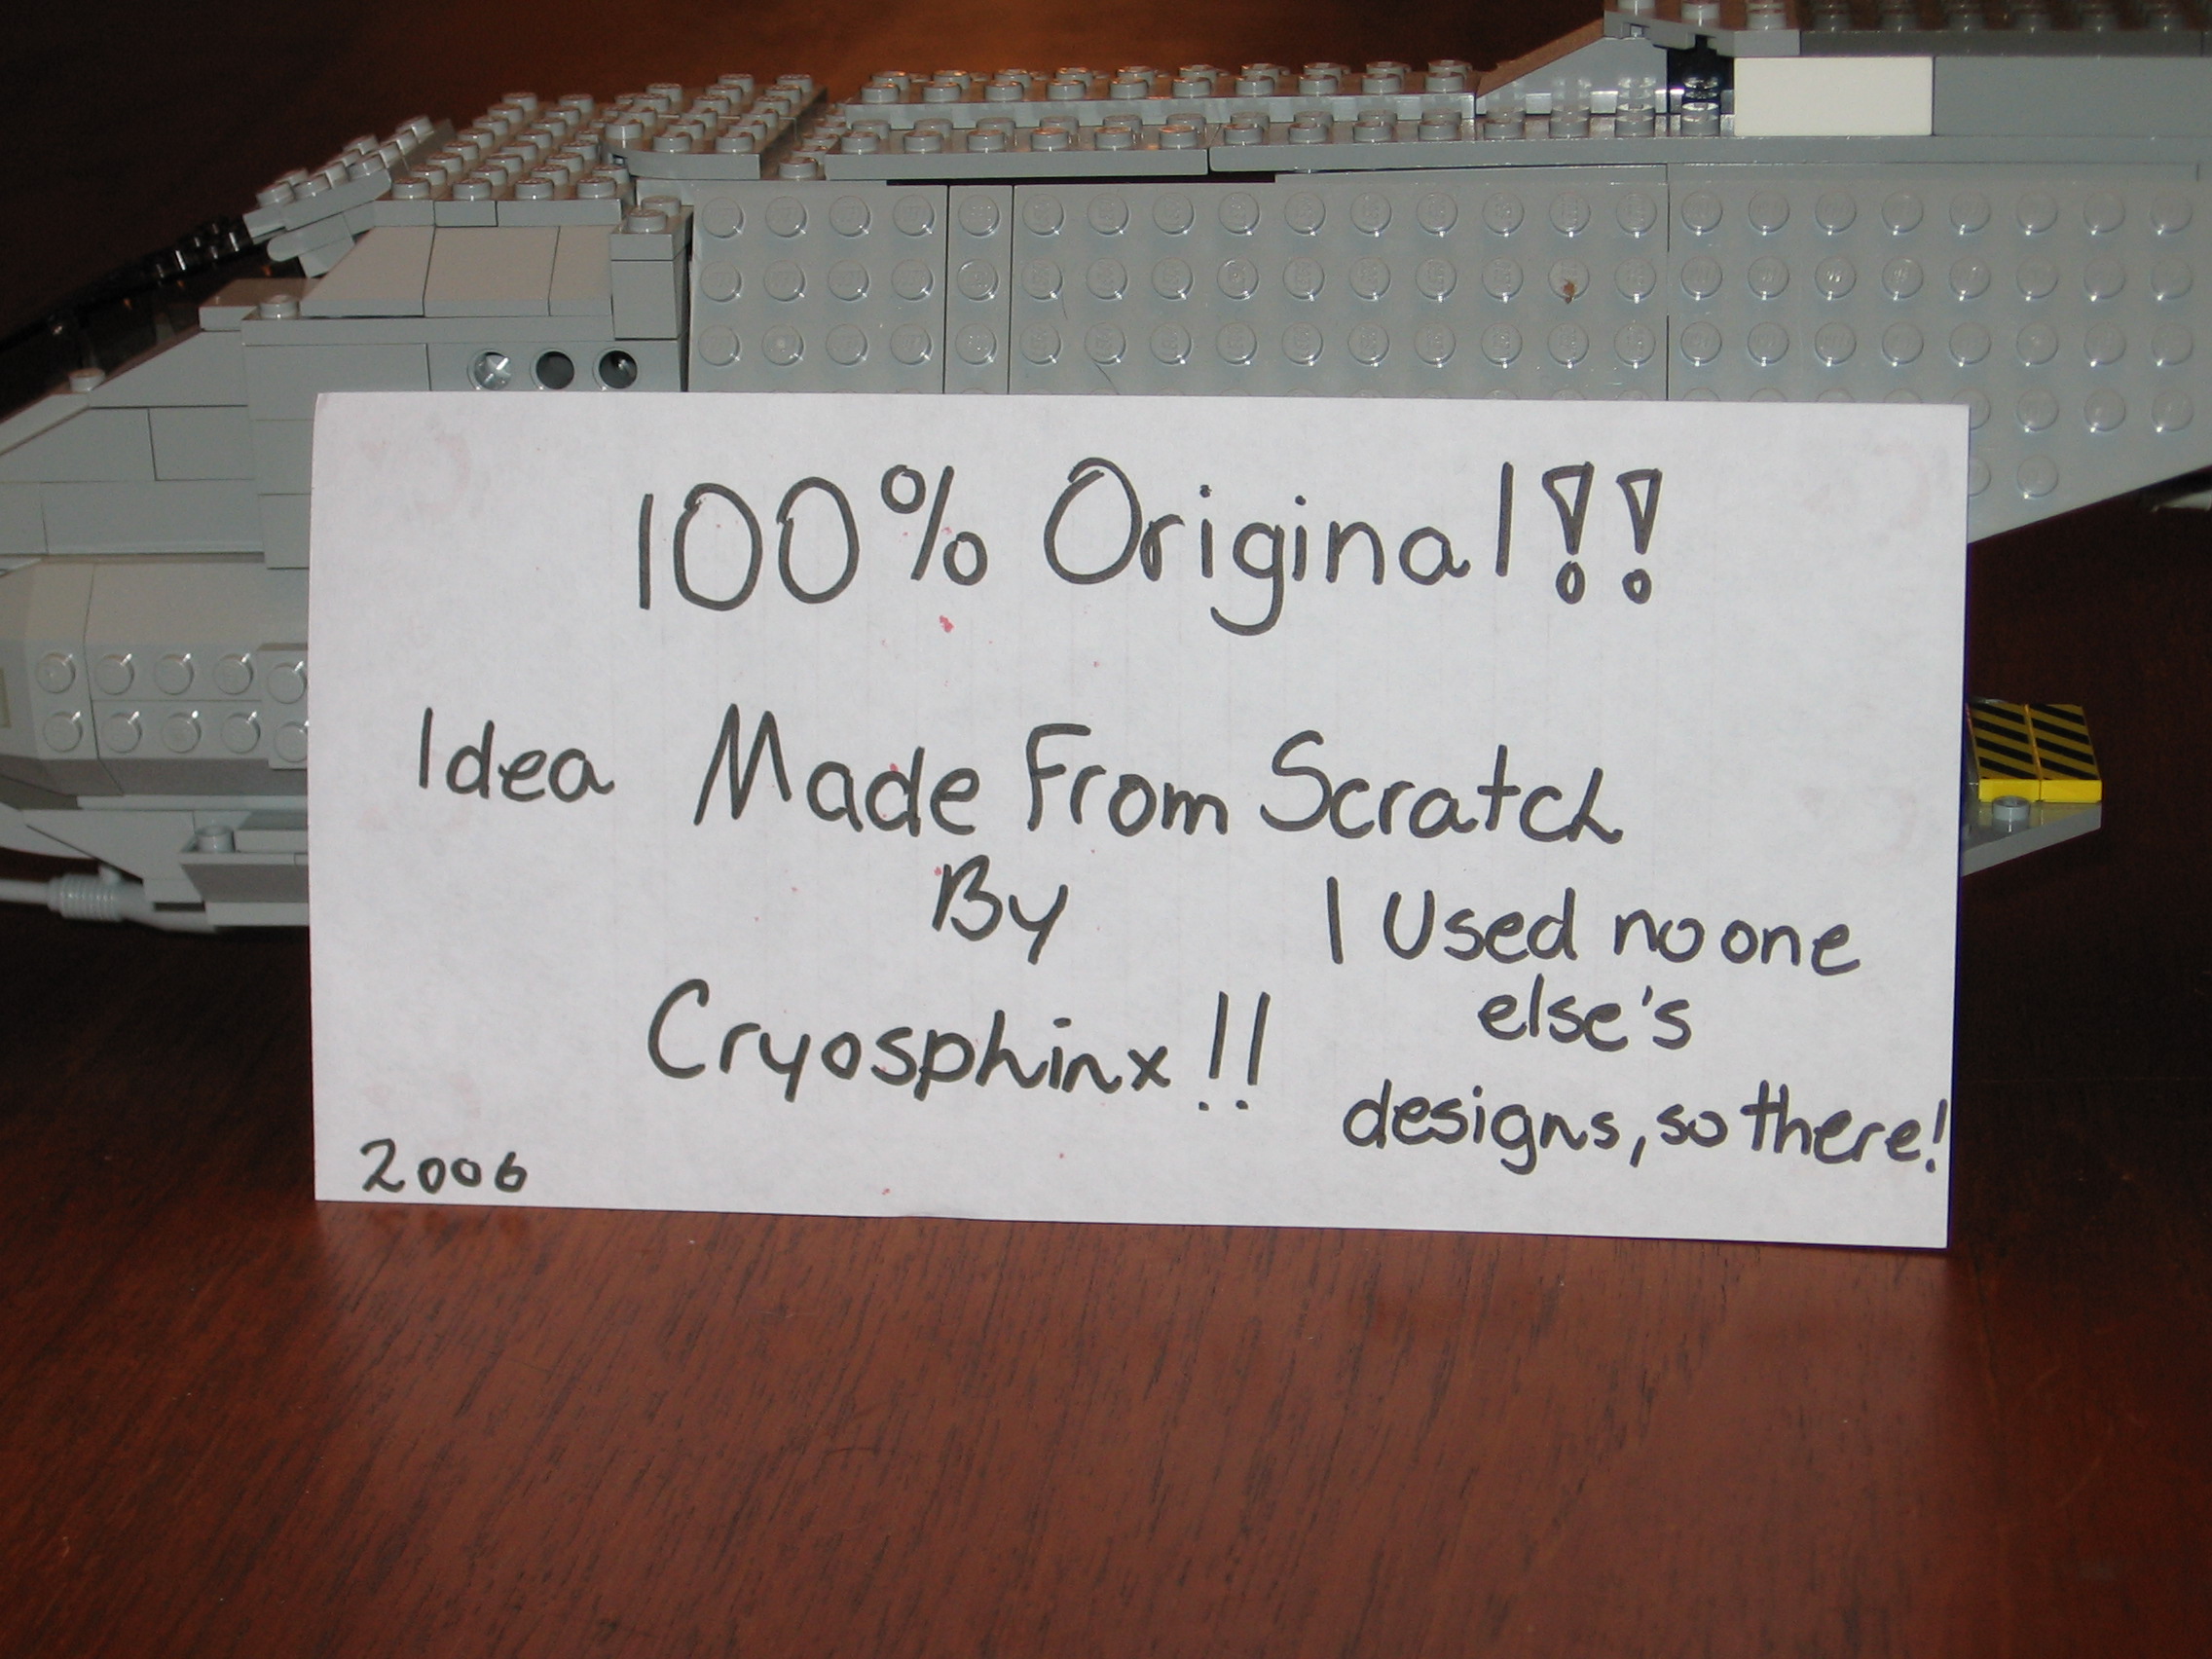 100% Original!!
Idea Made From Scratch
By
Cryosphinx!!
I Used no one
else's
designs, so there!
2006